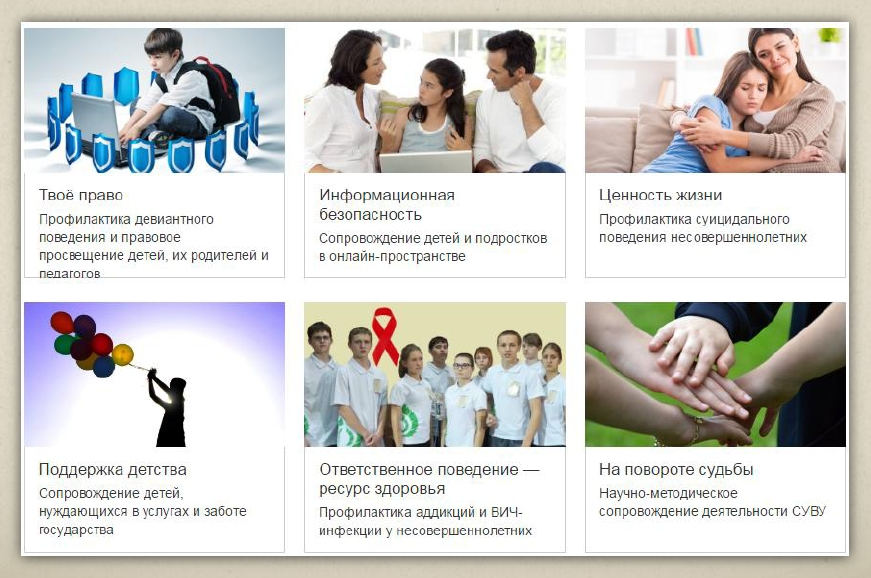 Твоё право
Профилактика девиантного
поведения и правовое
просвещение детей, их родителей и
педагогов
Информационная
безопасность
Сопровождение детей и подростков
в онлайн-пространстве
Ценность жизни
Профилактика суицидального
поведения несовершеннолетних
Поддержка детства
Сопровождение детей,
нуждающихся в услугах и заботе
государства
Ответственное поведение —
ресурс здоровья
Профилактика аддикций и ВИЧ-
инфекции у несовершеннолетних
На повороте судьбы
Научно-методическое
сопровождение деятельности СУВУ